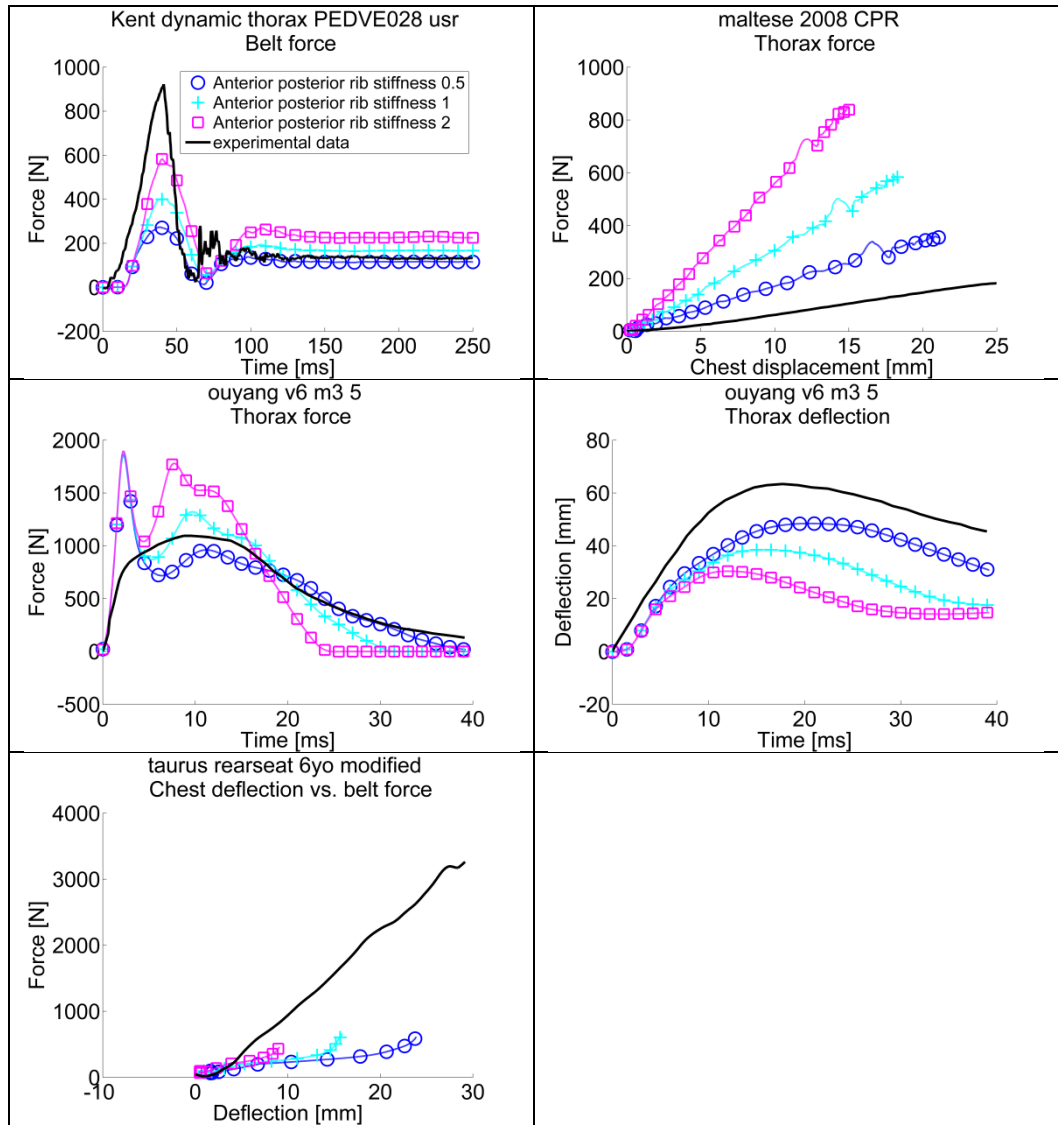 Kent dynamic thorax PEDVE028 usr
Belt force
1000
800
600
400
200
0
-200
Force [N]
Anterior posterior rib stiffness 0.5
Anterior posterior rib stiffness 1
Anterior posterior rib stiffness 2
experimental data
0 50 100 150 200 250
Time [ms]
maltese 2008 CPR
Thorax force
1000
800
600
400
200
0
Force [N]
0 5 10 15 20 25
Chest displacement [mm]
ouyang v6 m3 5
Thorax force
2000
1500
1000
500
0
-500
Force [N]
0 10 20 30 40
Time [ms]
ouyang v6 m3 5
Thorax deflection
80
60
40
20
0
-20
Deflection [mm]
0 10 20 30 40
Time [ms]
taurus rearseat 6yo modified
Chest deflection vs. belt force
4000
3000
2000
1000
0
Force [N]
-10 0 10 20 30
Deflection [mm]